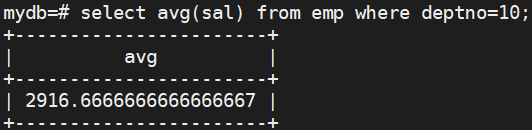 mydb=# select avg(sal) from emp where deptno=10;
+-----------------------+
|          avg          |
+-----------------------+
| 2916.6666666666666667 |
+-----------------------+